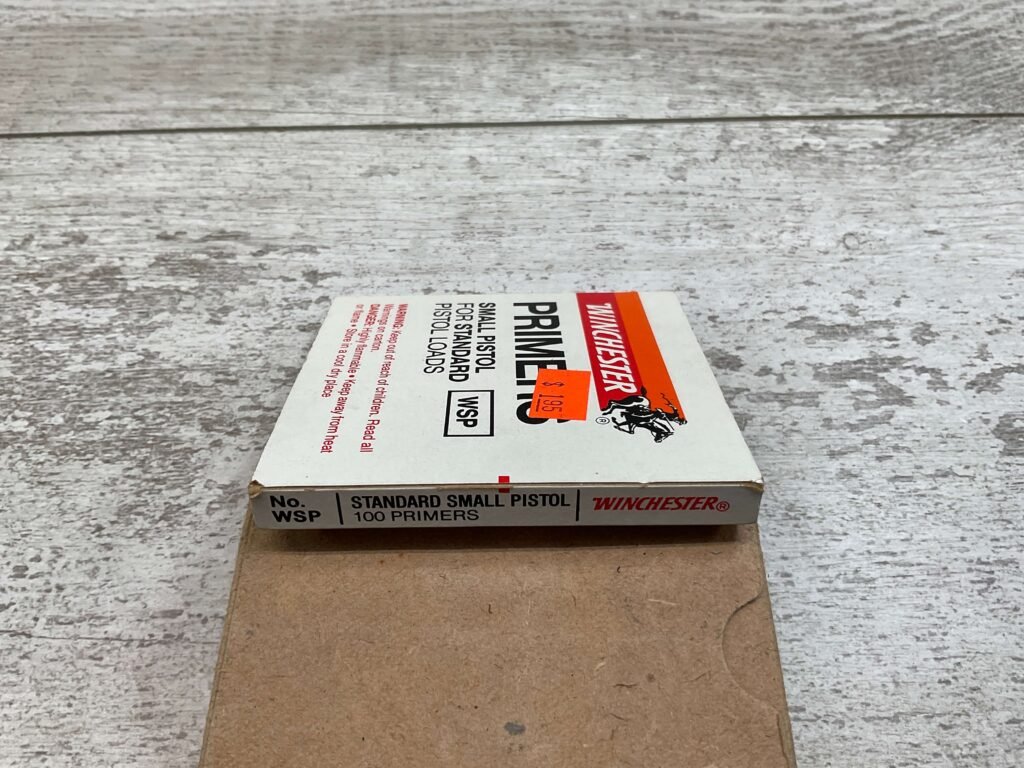 WINCHESTER
®
PRIMERS
$ 1.95
SMALL PISTOL
FOR STANDARD
PISTOL LOADS
WSP
WARNING: Keep out of reach of children. Read all
warnings on carton.
DANGER: Highly flammable • Keep away from heat
or flame • Store in a cool dry place
No.
WSP
STANDARD SMALL PISTOL
100 PRIMERS
WINCHESTER®